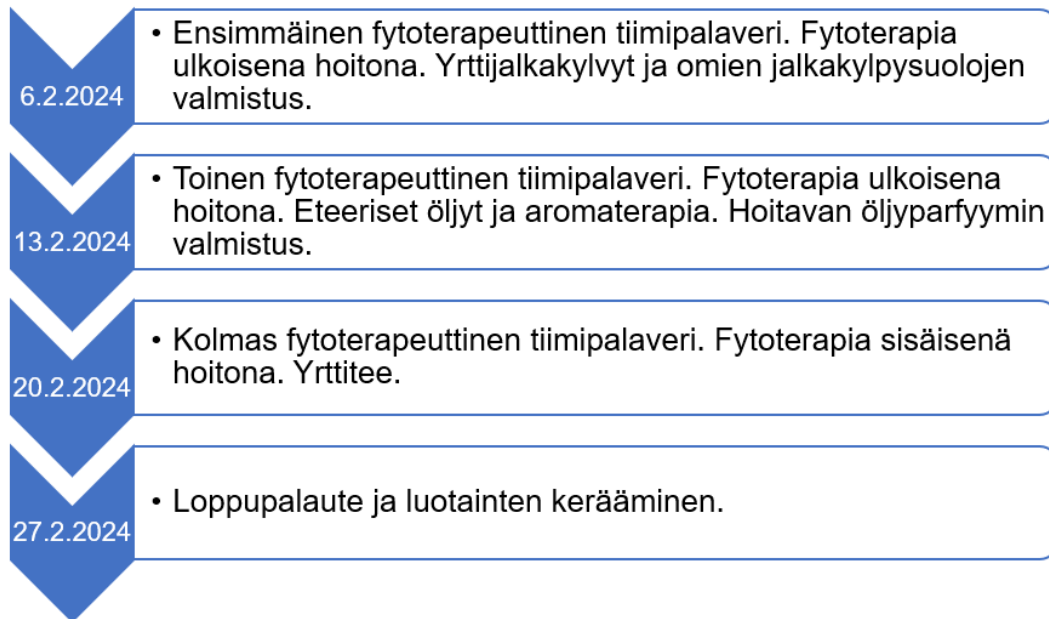 6.2.2024
• Ensimmäinen fytoterapeuttinen tiimipalaveri. Fytoterapia
ulkoisena hoitona. Yrttijalkakylvyt ja omien jalkakylpysuolojen
valmistus.
13.2.2024
• Toinen fytoterapeuttinen tiimipalaveri. Fytoterapia ulkoisena
hoitona. Eteeriset öljyt ja aromaterapia. Hoitavan öljyparfyymin
valmistus.
20.2.2024
• Kolmas fytoterapeuttinen tiimipalaveri. Fytoterapia sisäisenä
hoitona. Yrttitee.
27.2.2024
• Loppupalaute ja luotainten kerääminen.